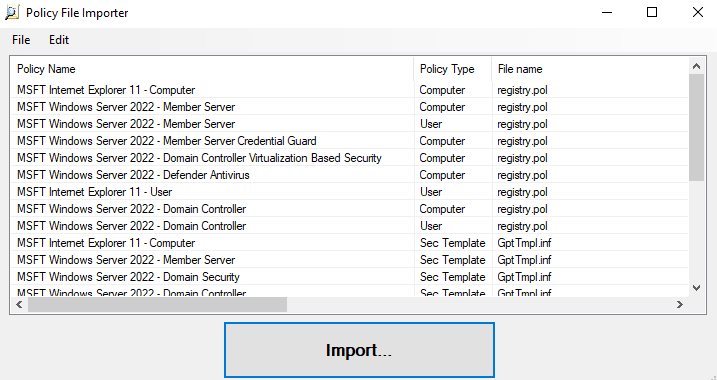 Policy File Importer
File Edit
Policy Name Policy Type File name
MSFT Internet Explorer 11 - Computer Computer registry.pol
MSFT Windows Server 2022 - Member Server Computer registry.pol
MSFT Windows Server 2022 - Member Server User registry.pol
MSFT Windows Server 2022 - Member Server Credential Guard Computer registry.pol
MSFT Windows Server 2022 - Domain Controller Virtualization Based Security Computer registry.pol
MSFT Windows Server 2022 - Defender Antivirus Computer registry.pol
MSFT Internet Explorer 11 - User User registry.pol
MSFT Windows Server 2022 - Domain Controller Computer registry.pol
MSFT Windows Server 2022 - Domain Controller User registry.pol
MSFT Internet Explorer 11 - Computer Sec Template GptTmpl.inf
MSFT Windows Server 2022 - Member Server Sec Template GptTmpl.inf
MSFT Windows Server 2022 - Domain Security Sec Template GptTmpl.inf
MSFT Windows Server 2022 - Domain Controller Sec Template GptTmpl.inf
Import...